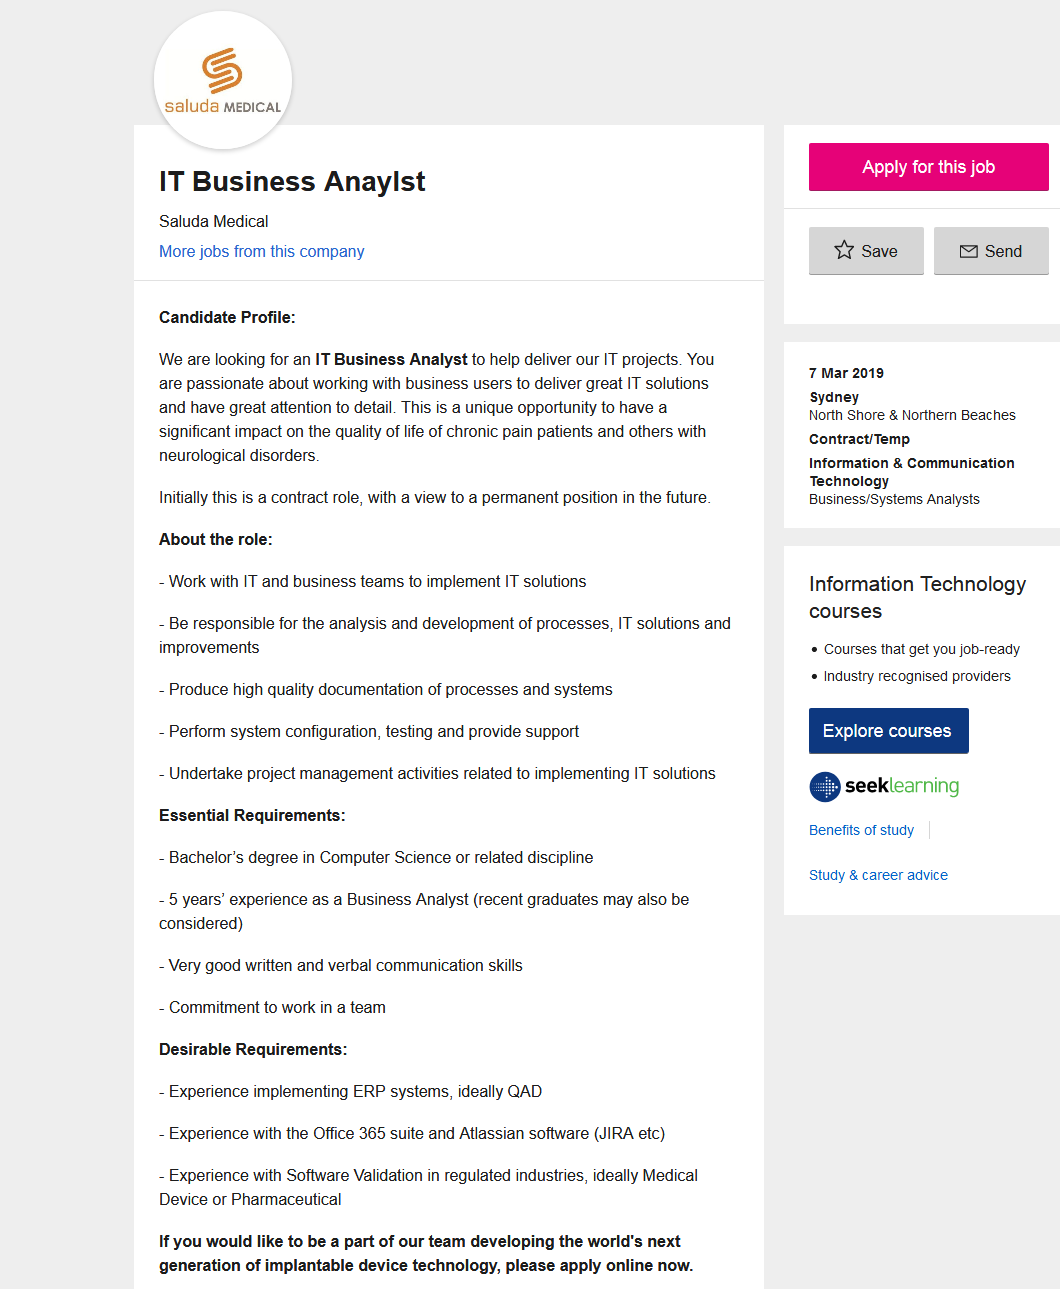 saluda MEDICAL
IT Business Anaylst
Saluda Medical
More jobs from this company
Candidate Profile:
We are looking for an IT Business Analyst to help deliver our IT projects. You
are passionate about working with business users to deliver great IT solutions
and have great attention to detail. This is a unique opportunity to have a
significant impact on the quality of life of chronic pain patients and others with
neurological disorders.
Initially this is a contract role, with a view to a permanent position in the future.
About the role:
- Work with IT and business teams to implement IT solutions
- Be responsible for the analysis and development of processes, IT solutions and
improvements
- Produce high quality documentation of processes and systems
- Perform system configuration, testing and provide support
- Undertake project management activities related to implementing IT solutions
Essential Requirements:
- Bachelor’s degree in Computer Science or related discipline
- 5 years’ experience as a Business Analyst (recent graduates may also be
considered)
- Very good written and verbal communication skills
- Commitment to work in a team
Desirable Requirements:
- Experience implementing ERP systems, ideally QAD
- Experience with the Office 365 suite and Atlassian software (JIRA etc)
- Experience with Software Validation in regulated industries, ideally Medical
Device or Pharmaceutical
If you would like to be a part of our team developing the world's next
generation of implantable device technology, please apply online now.
Apply for this job
Save
Send
7 Mar 2019
Sydney
North Shore & Northern Beaches
Contract/Temp
Information & Communication
Technology
Business/Systems Analysts
Information Technology
courses
• Courses that get you job-ready
• Industry recognised providers
Explore courses
seeklearning
Benefits of study
Study & career advice